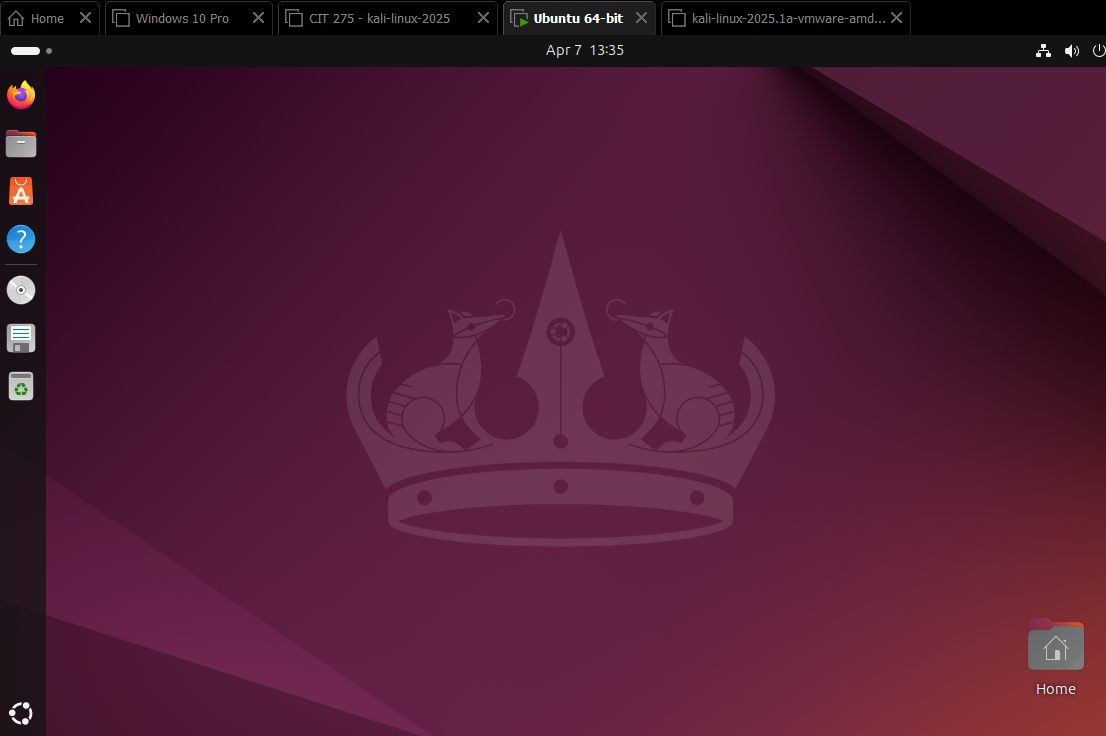 Home
Windows 10 Pro
CIT 275 - kali-linux-2025
Ubuntu 64-bit
kali-linux-2025.1a-vmware-amd...
Apr 7 13:35
?
Home